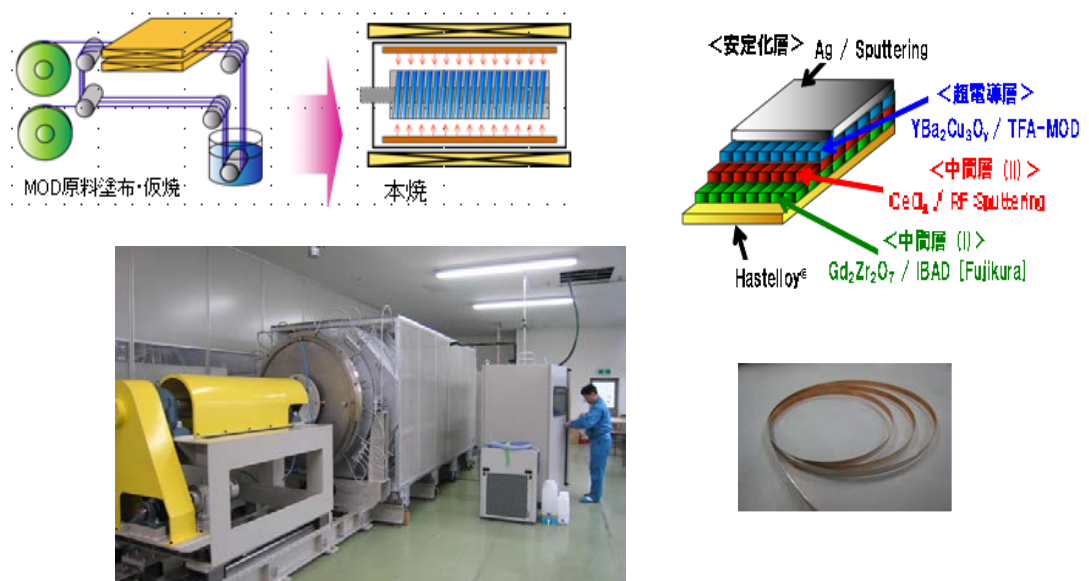 MOD原料塗布・仮焼
本焼
<安定化層> Ag / Sputtering
<超電導層>
YBa₂Cu₃Oᵧ / TFA-MOD
<中間層 (II)>
CeO₂ / RF-Sputtering
<中間層 (I)>
Gd₂Zr₂O₇ / IBAD [Fujikura]
Hastelloy®